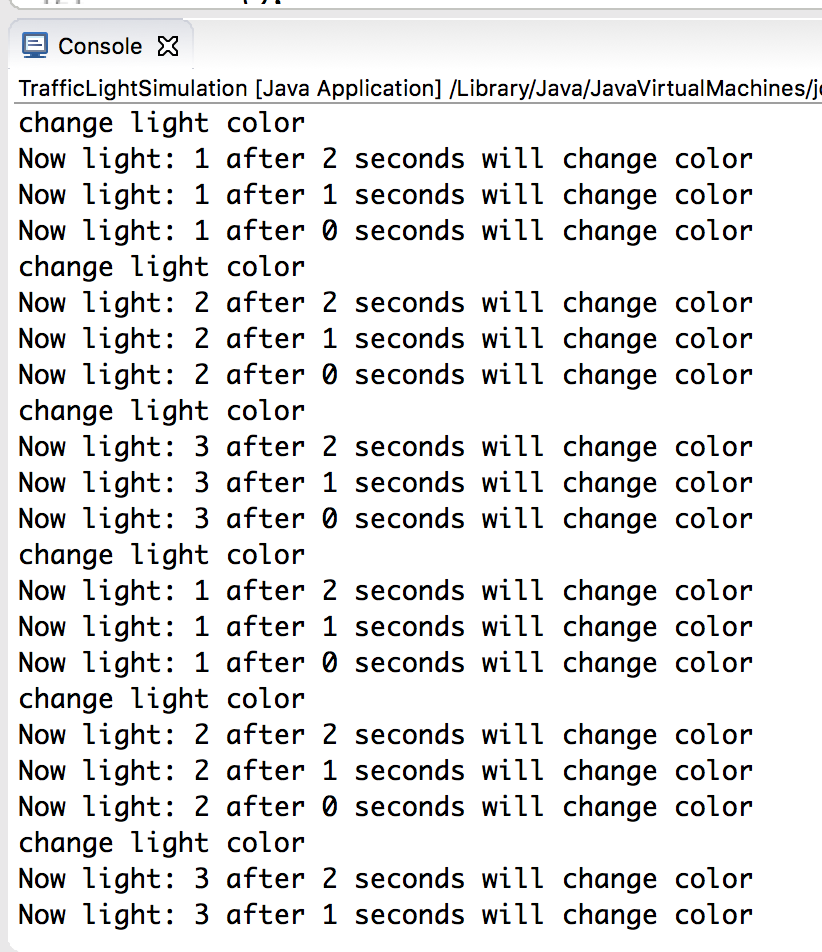 Console
TrafficLightSimulation [Java Application] /Library/Java/JavaVirtualMachines/
change light color
Now light: 1 after 2 seconds will change color
Now light: 1 after 1 seconds will change color
Now light: 1 after 0 seconds will change color
change light color
Now light: 2 after 2 seconds will change color
Now light: 2 after 1 seconds will change color
Now light: 2 after 0 seconds will change color
change light color
Now light: 3 after 2 seconds will change color
Now light: 3 after 1 seconds will change color
Now light: 3 after 0 seconds will change color
change light color
Now light: 1 after 2 seconds will change color
Now light: 1 after 1 seconds will change color
Now light: 1 after 0 seconds will change color
change light color
Now light: 2 after 2 seconds will change color
Now light: 2 after 1 seconds will change color
Now light: 2 after 0 seconds will change color
change light color
Now light: 3 after 2 seconds will change color
Now light: 3 after 1 seconds will change color